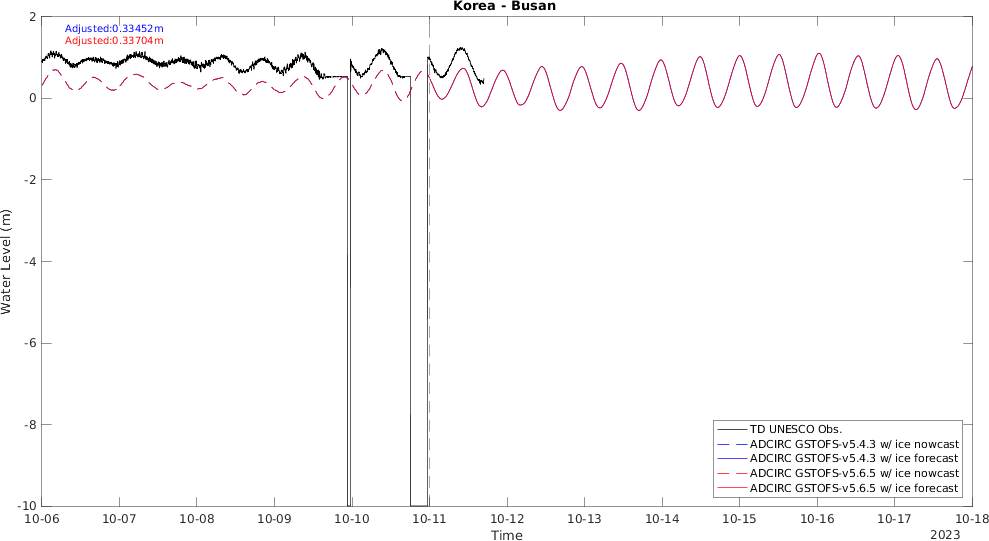 Korea - Busan
Adjusted:0.33452m
Adjusted:0.33704m
2
0
-2
-4
-6
-8
-10
Water Level (m)
TD UNESCO Obs.
ADCIRC GSTOFS-v5.4.3 w/ ice nowcast
ADCIRC GSTOFS-v5.4.3 w/ ice forecast
ADCIRC GSTOFS-v5.6.5 w/ ice nowcast
ADCIRC GSTOFS-v5.6.5 w/ ice forecast
10-06 10-07 10-08 10-09 10-10 10-11 10-12 10-13 10-14 10-15 10-16 10-17 10-18
Time
2023